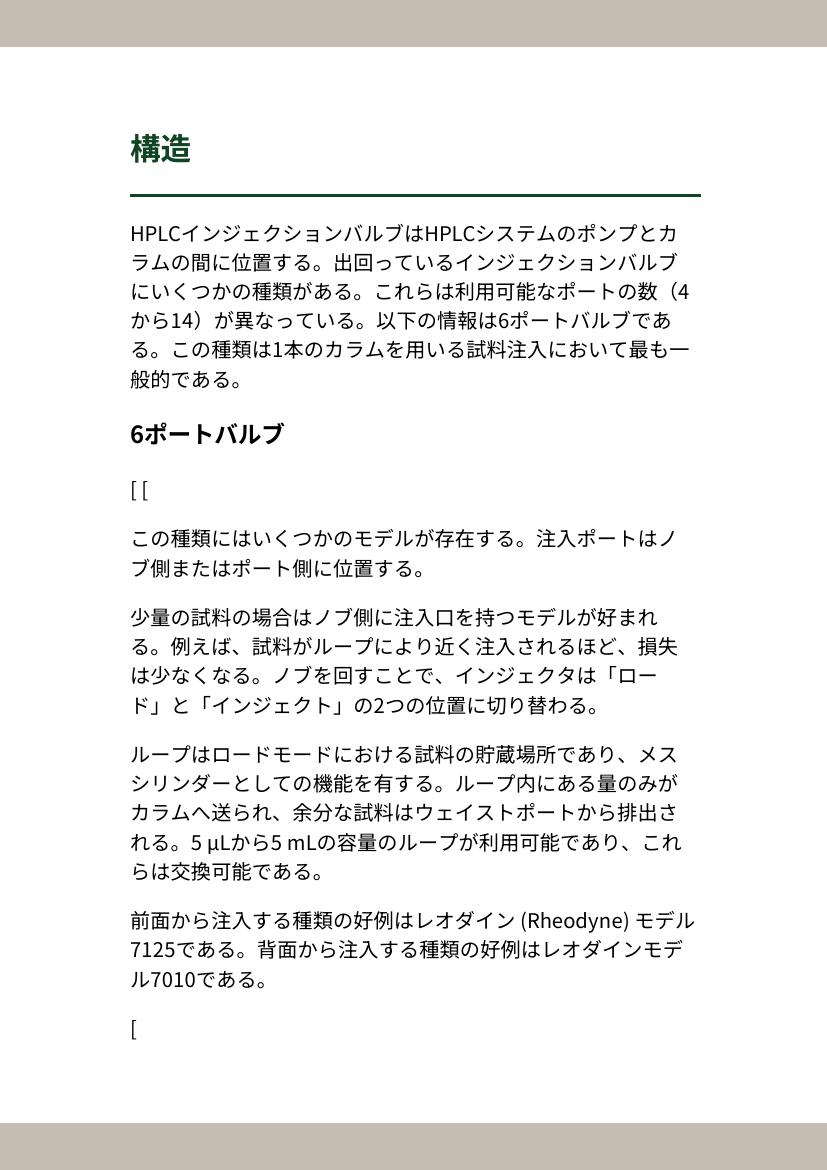 構造
HPLCインジェクションバルブはHPLCシステムのポンプとカ
ラムの間に位置する。出回っているインジェクションバルブ
にいくつかの種類がある。これらは利用可能なポートの数（4
から14）が異なっている。以下の情報は6ポートバルブであ
る。この種類は1本のカラムを用いる試料注入において最も一
般的である。
6ポートバルブ
[ [
この種類にはいくつかのモデルが存在する。注入ポートはノ
ブ側またはポート側に位置する。
少量の試料の場合はノブ側に注入口を持つモデルが好まれ
る。例えば、試料がループにより近く注入されるほど、損失
は少なくなる。ノブを回すことで、インジェクタは「ロー
ド」と「インジェクト」の2つの位置に切り替わる。
ループはロードモードにおける試料の貯蔵場所であり、メス
シリンダーとしての機能を有する。ループ内にある量のみが
カラムへ送られ、余分な試料はウェイストポートから排出さ
れる。5 μLから5 mLの容量のループが利用可能であり、これ
らは交換可能である。
前面から注入する種類の好例はレオダイン (Rheodyne) モデル
7125である。背面から注入する種類の好例はレオダインモデ
ル7010である。
[